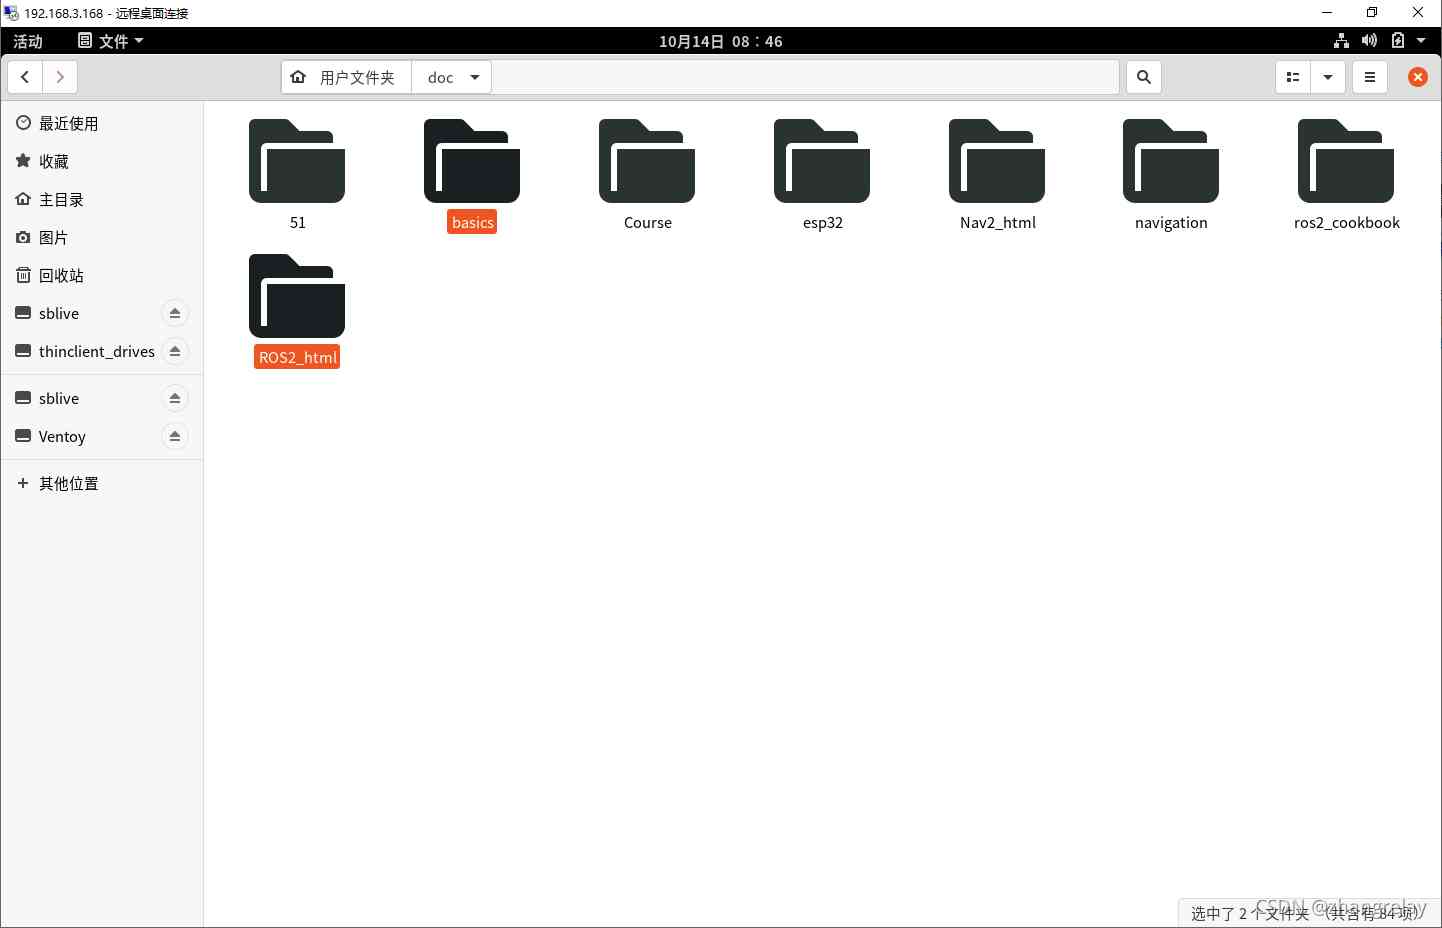 192.168.3.168 - 远程桌面连接
活动 文件 10月14日 08：46
用户文件夹 doc
最近使用
收藏
主目录
图片
回收站
sblive
thinclient_drives
sblive
Ventoy
其他位置
51 basics Course esp32 Nav2_html navigation ros2_cookbook
ROS2_html
选中了 2 个文件夹 （共含有 84 项）
CSDN @zhangrelay